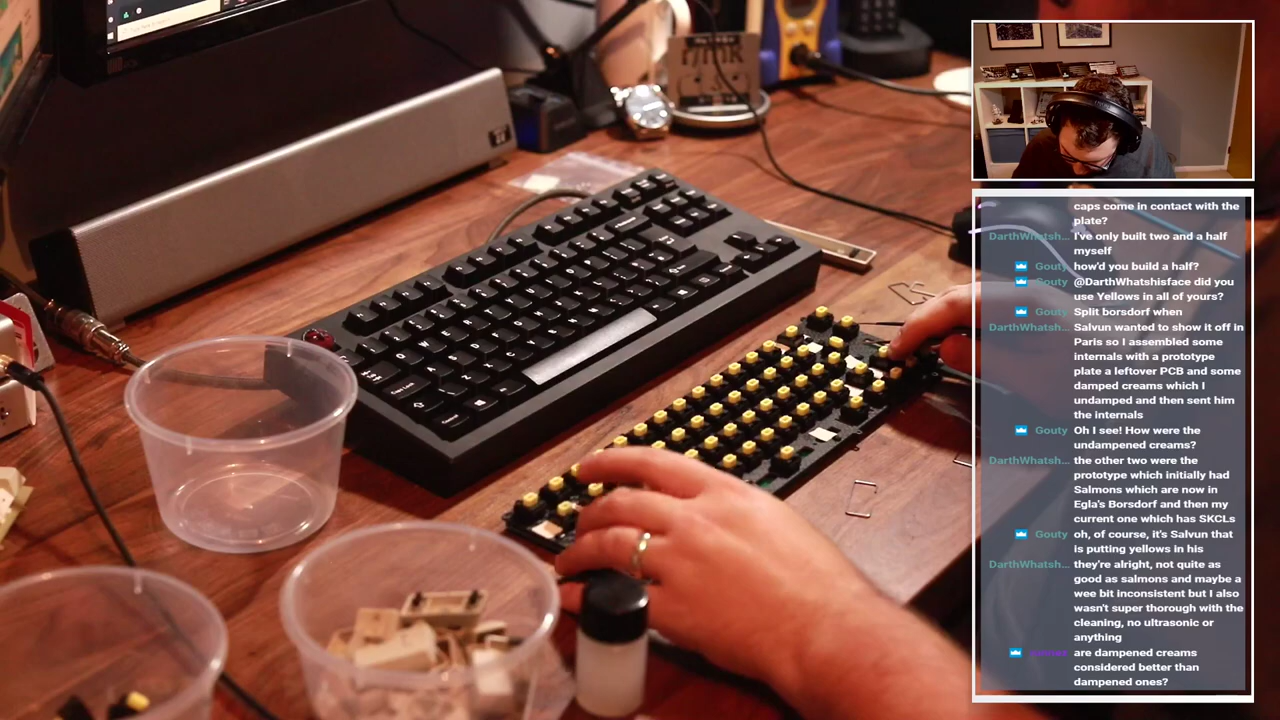 caps come in contact with the
plate?
DarthWhatsh... I've only built two and a half
myself
Gouty how'd you build a half?
Gouty @DarthWhatshisface did you
use Yellows in all of yours?
Gouty Split borsdorf when
DarthWhatsh... Salvun wanted to show it off in
Paris so I assembled some
internals with a prototype
plate a leftover PCB and some
damped creams which I
undamped and then sent him
the internals
Gouty Oh I see! How were the
undampened creams?
DarthWhatsh... the other two were the
prototype which initially had
Salmons which are now in
Egla's Borsdorf and then my
current one which has SKCLs
Gouty oh, of course, it's Salvun that
is putting yellows in his
DarthWhatsh... they're alright, not quite as
good as salmons and maybe a
wee bit inconsistent but I also
wasn't super thorough with the
cleaning, no ultrasonic or
anything
are dampened creams
considered better than
dampened ones?